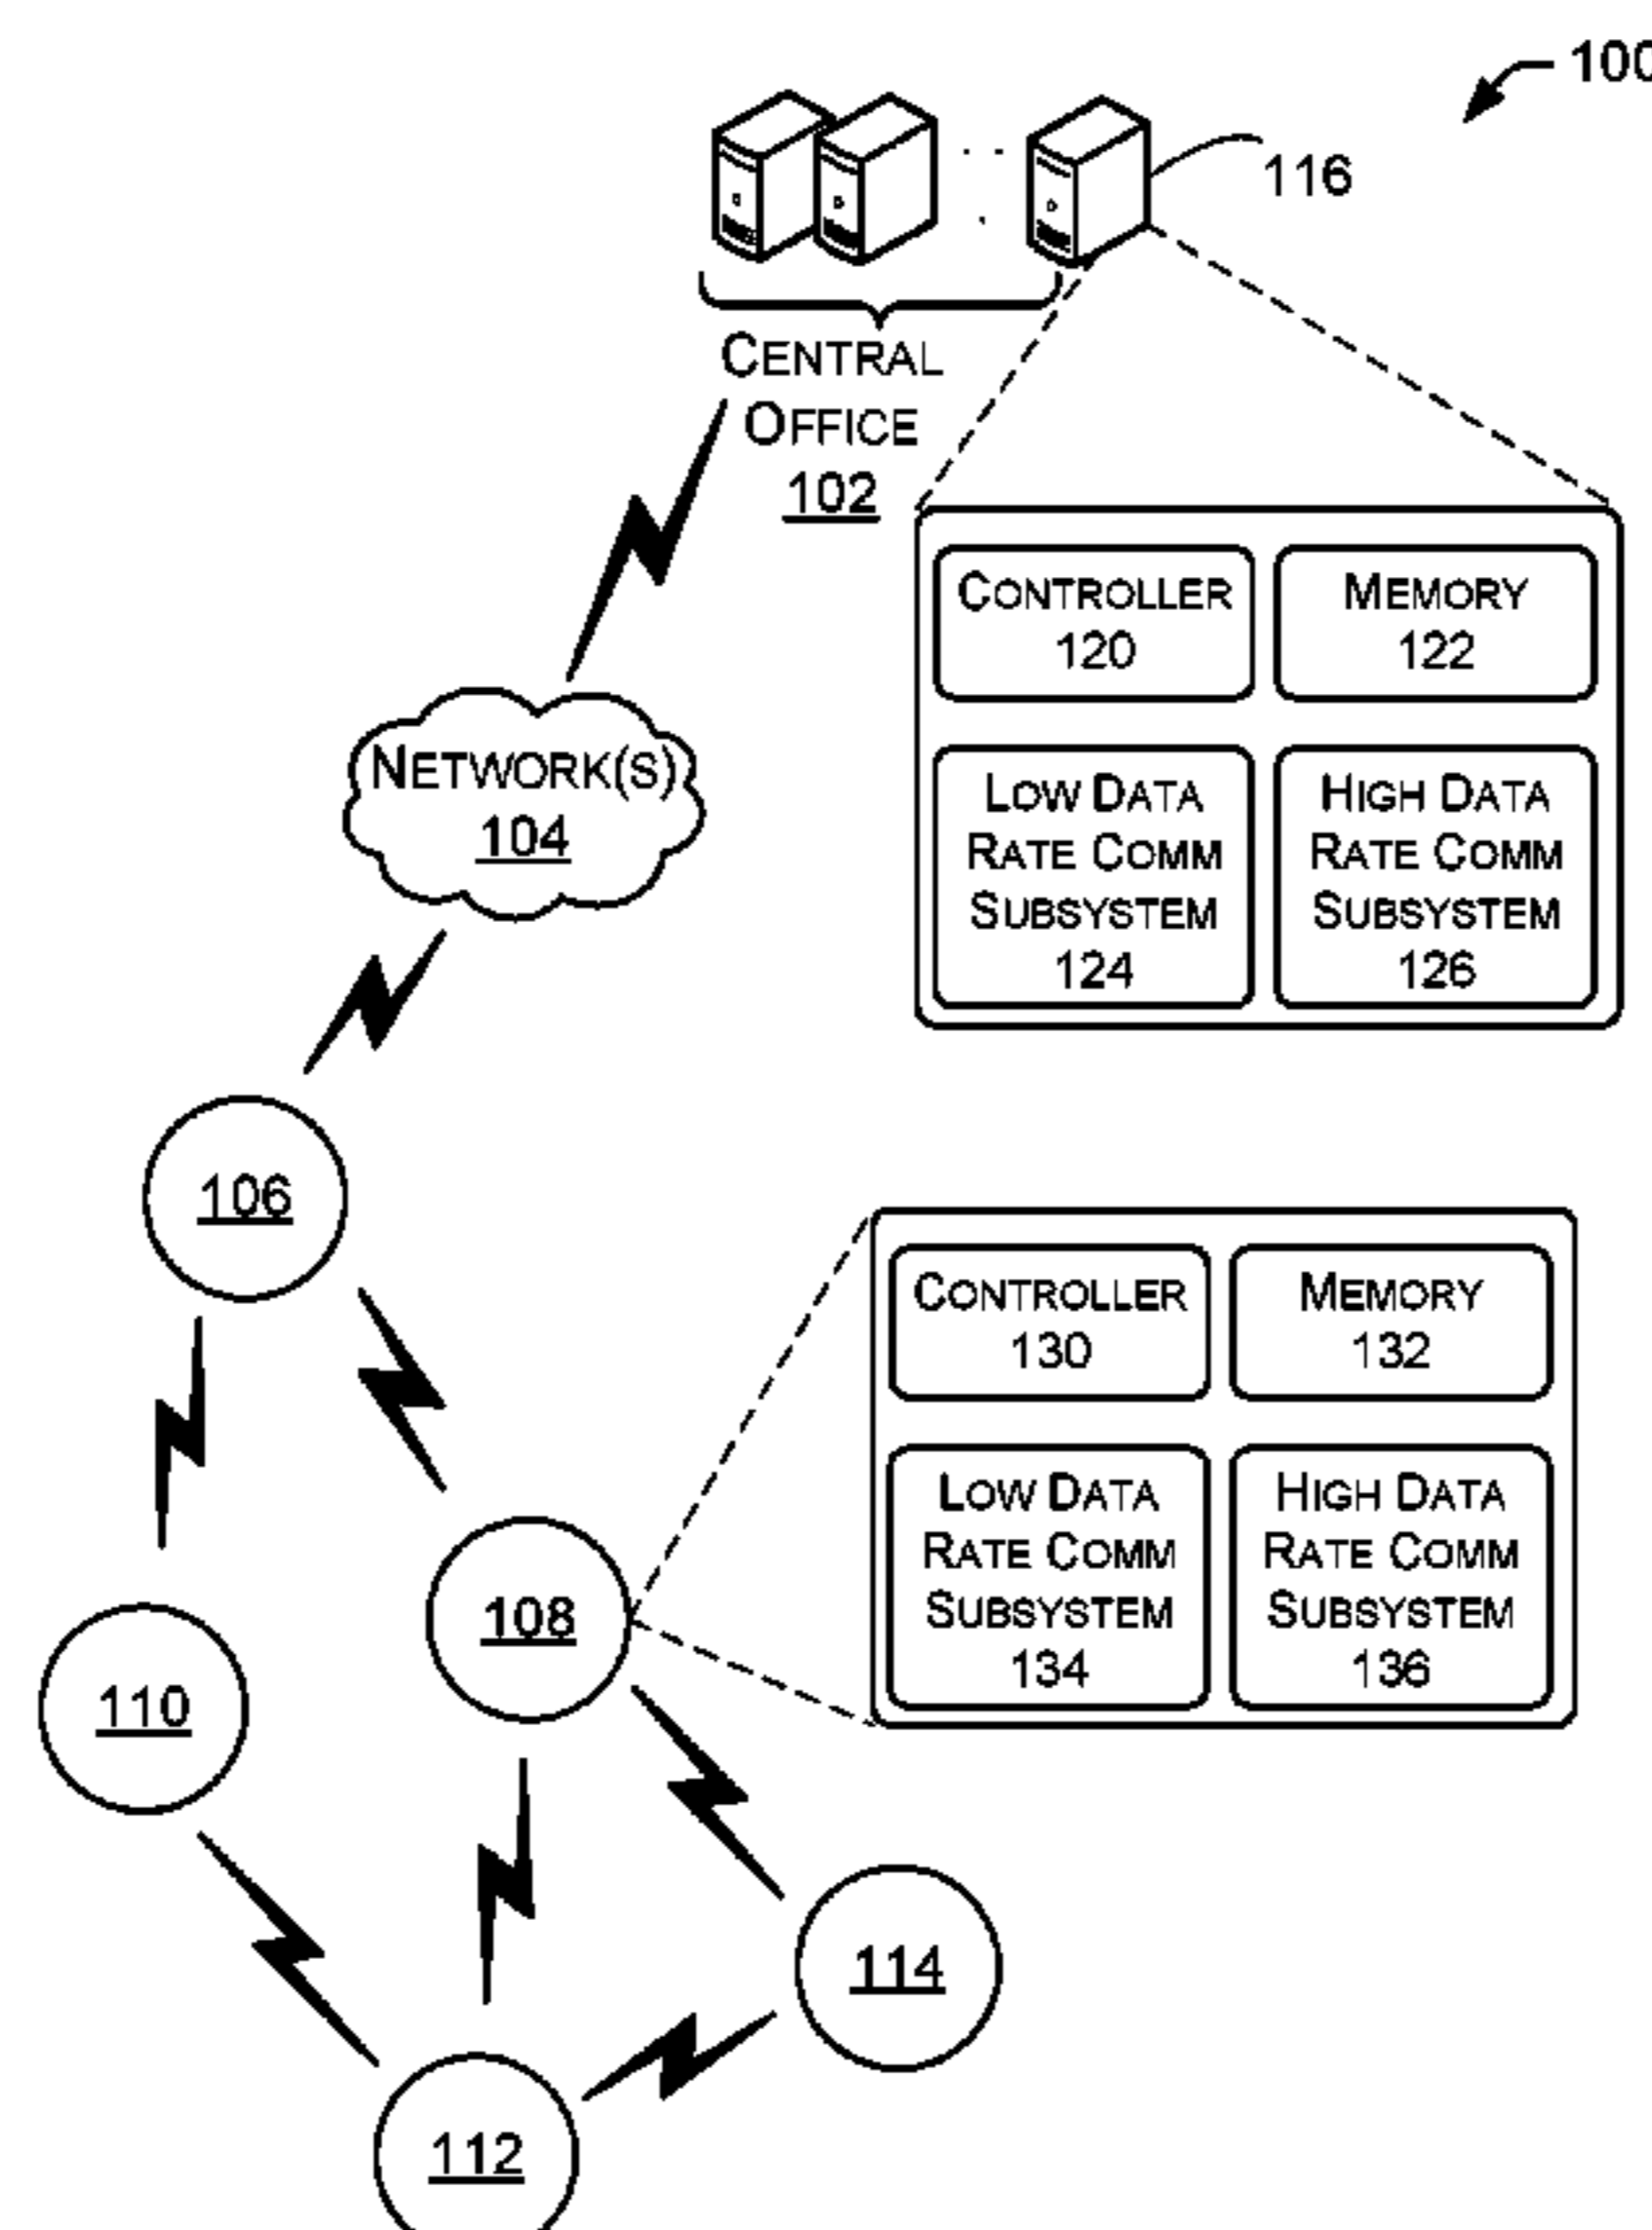 100
116
CENTRAL
OFFICE
102
CONTROLLER
120
MEMORY
122
NETWORK(S)
104
LOW DATA
RATE COMM
SUBSYSTEM
124
HIGH DATA
RATE COMM
SUBSYSTEM
126
106
CONTROLLER
130
MEMORY
132
LOW DATA
RATE COMM
SUBSYSTEM
134
HIGH DATA
RATE COMM
SUBSYSTEM
136
108
110
114
112